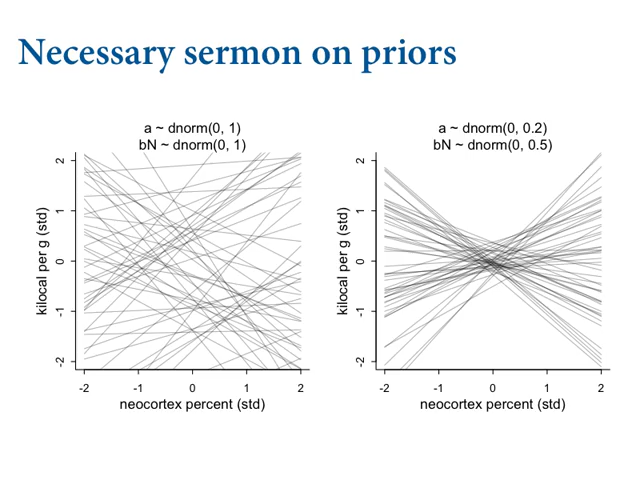 Necessary sermon on priors
a ~ dnorm(0, 1)
bN ~ dnorm(0, 1)
kilocal per g (std)
2
1
0
-1
-2
-2 -1 0 1 2
neocortex percent (std)
a ~ dnorm(0, 0.2)
bN ~ dnorm(0, 0.5)
kilocal per g (std)
2
1
0
-1
-2
-2 -1 0 1 2
neocortex percent (std)